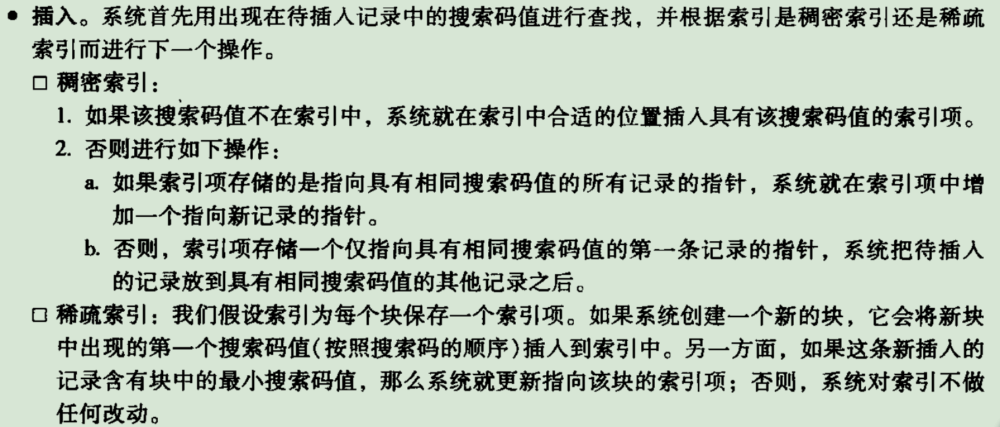 ● 插入。系统首先用出现在待插入记录中的搜索码值进行查找，并根据索引是稠密索引还是稀疏
索引而进行下一个操作。
□ 稠密索引：
1. 如果该搜索码值不在索引中，系统就在索引中合适的位置插入具有该搜索码值的索引项。
2. 否则进行如下操作：
a. 如果索引项存储的是指向具有相同搜索码值的所有记录的指针，系统就在索引项中增
加一个指向新记录的指针。
b. 否则，索引项存储一个仅指向具有相同搜索码值的第一条记录的指针，系统把待插入
的记录放到具有相同搜索码值的其他记录之后。
□ 稀疏索引：我们假设索引为每个块保存一个索引项。如果系统创建一个新的块，它会将新块
中出现的第一个搜索码值(按照搜索码的顺序)插入到索引中。另一方面，如果这条新插入的
记录含有块中的最小搜索码值，那么系统就更新指向该块的索引项；否则，系统对索引不做
任何改动。